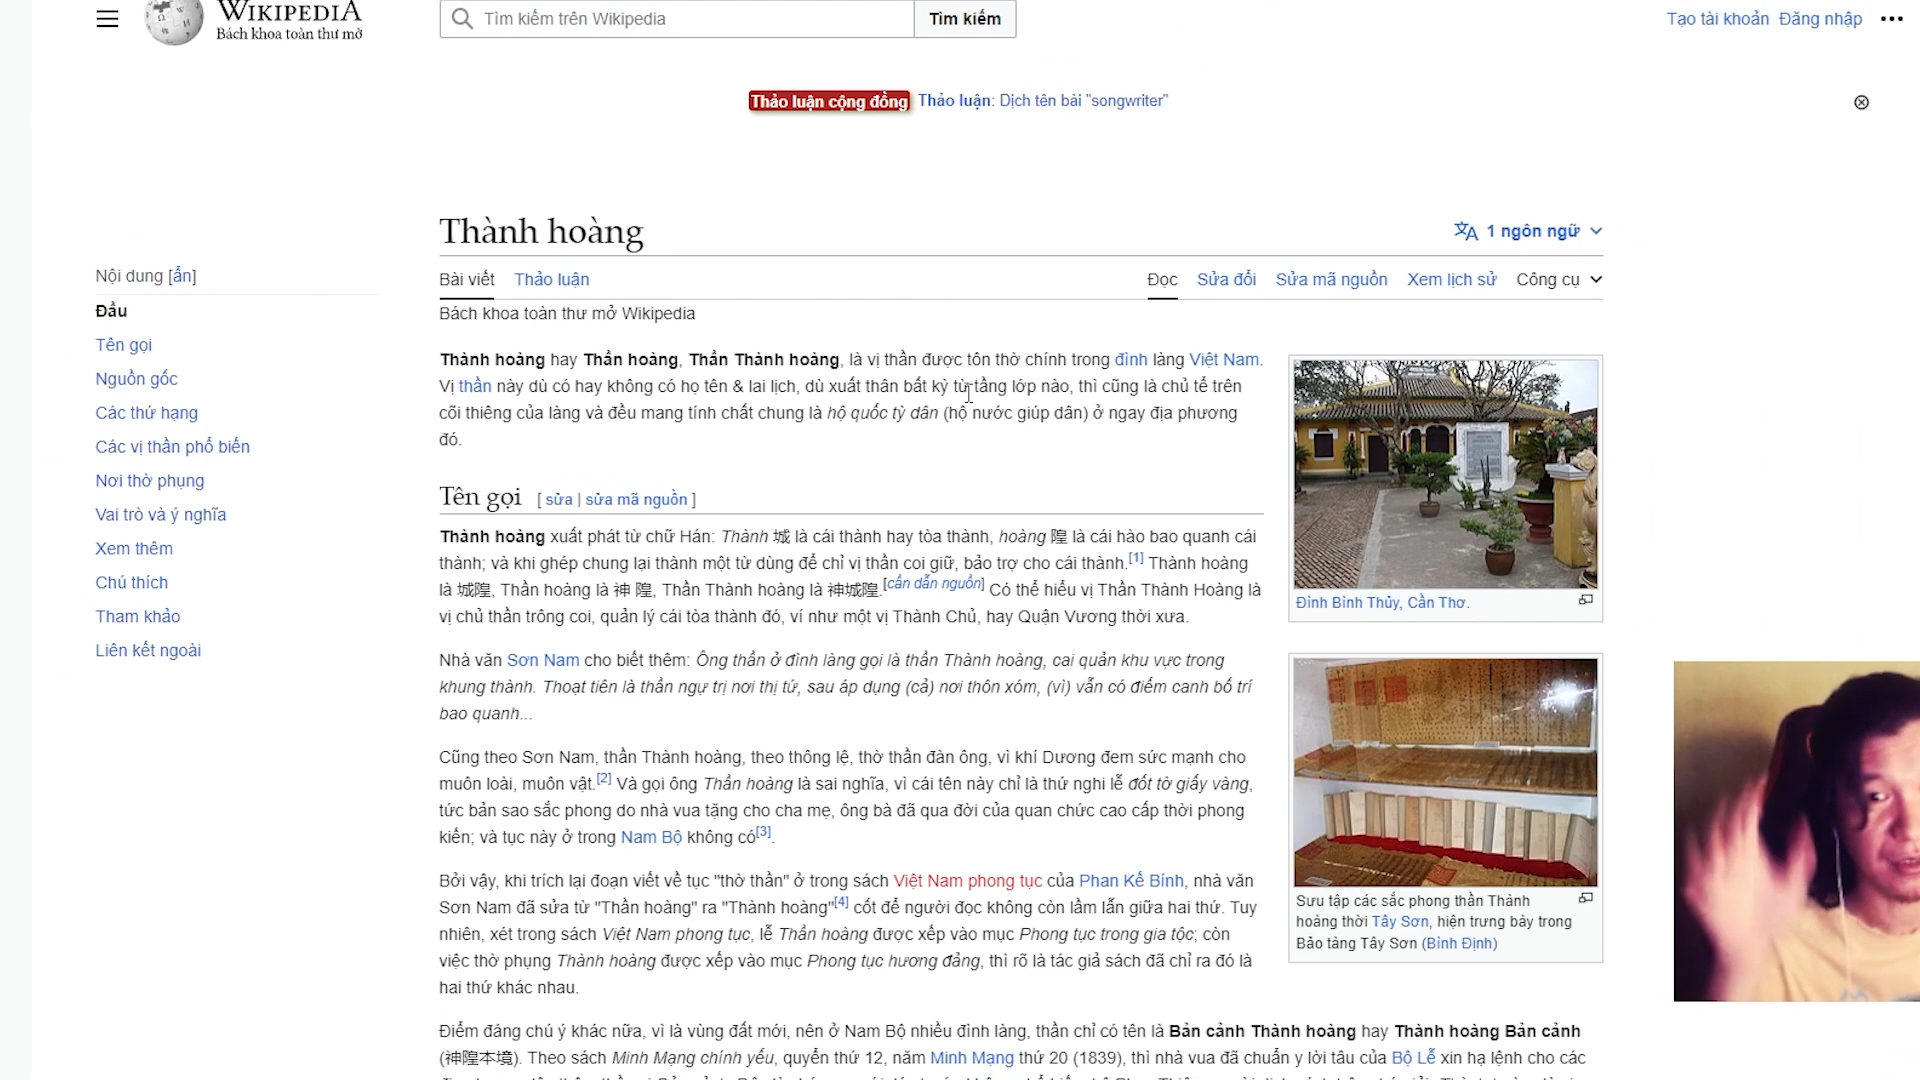 WIKIPEDIA
Bách khoa toàn thư mở
Tìm kiếm trên Wikipedia
Tìm kiếm
Tạo tài khoản Đăng nhập
Thảo luận cộng đồng Thảo luận: Dịch tên bài "songwriter"
Thành hoàng
1 ngôn ngữ
Nội dung [ẩn]
Đầu
Tên gọi
Nguồn gốc
Các thứ hạng
Các vị thần phổ biến
Nơi thờ phụng
Vai trò và ý nghĩa
Xem thêm
Chú thích
Tham khảo
Liên kết ngoài
Bài viết Thảo luận
Đọc Sửa đổi Sửa mã nguồn Xem lịch sử Công cụ
Bách khoa toàn thư mở Wikipedia
Thành hoàng hay Thần hoàng, Thần Thành hoàng, là vị thần được tôn thờ chính trong đình làng Việt Nam.
Vị thần này dù có hay không có họ tên & lai lịch, dù xuất thân bất kỳ từ tầng lớp nào, thì cũng là chủ tể trên
cõi thiêng của làng và đều mang tính chất chung là hộ quốc tỳ dân (hộ nước giúp dân) ở ngay địa phương
đó.
Tên gọi [ sửa | sửa mã nguồn ]
Thành hoàng xuất phát từ chữ Hán: Thành 城 là cái thành hay tòa thành, hoàng 隍 là cái hào bao quanh cái
thành; và khi ghép chung lại thành một từ dùng để chỉ vị thần coi giữ, bảo trợ cho cái thành.[1] Thành hoàng
là 城隍, Thần hoàng là 神 隍, Thần Thành hoàng là 神城隍.[cần dẫn nguồn] Có thể hiểu vị Thần Thành Hoàng là
vị chủ thần trông coi, quản lý cái tòa thành đó, ví như một vị Thành Chủ, hay Quận Vương thời xưa.
Nhà văn Sơn Nam cho biết thêm: Ông thần ở đình làng gọi là thần Thành hoàng, cai quản khu vực trong
khung thành. Thoạt tiên là thần ngự trị nơi thị tứ, sau áp dụng (cả) nơi thôn xóm, (vì) vẫn có điếm canh bố trí
bao quanh...
Cũng theo Sơn Nam, thần Thành hoàng, theo thông lệ, thờ thần đàn ông, vì khí Dương đem sức mạnh cho
muôn loài, muôn vật.[2] Và gọi ông Thần hoàng là sai nghĩa, vì cái tên này chỉ là thứ nghi lễ đốt tờ giấy vàng,
tức bản sao sắc phong do nhà vua tặng cho cha mẹ, ông bà đã qua đời của quan chức cao cấp thời phong
kiến; và tục này ở trong Nam Bộ không có[3].
Bởi vậy, khi trích lại đoạn viết về tục "thờ thần" ở trong sách Việt Nam phong tục của Phan Kế Bính, nhà văn
Sơn Nam đã sửa từ "Thần hoàng" ra "Thành hoàng"[4] cốt để người đọc không còn lầm lẫn giữa hai thứ. Tuy
nhiên, xét trong sách Việt Nam phong tục, lễ Thần hoàng được xếp vào mục Phong tục trong gia tộc; còn
việc thờ phụng Thành hoàng được xếp vào mục Phong tục hương đảng, thì rõ là tác giả sách đã chỉ ra đó là
hai thứ khác nhau.
Điểm đáng chú ý khác nữa, vì là vùng đất mới, nên ở Nam Bộ nhiều đình làng, thần chỉ có tên là Bản cảnh Thành hoàng hay Thành hoàng Bản cảnh
(神隍本境). Theo sách Minh Mạng chính yếu, quyển thứ 12, năm Minh Mạng thứ 20 (1839), thì nhà vua đã chuẩn y lời tâu của Bộ Lễ xin hạ lệnh cho các
Đình Bình Thủy, Cần Thơ.
Sưu tập các sắc phong thần Thành
hoàng thời Tây Sơn, hiện trưng bày trong
Bảo tàng Tây Sơn (Bình Định)